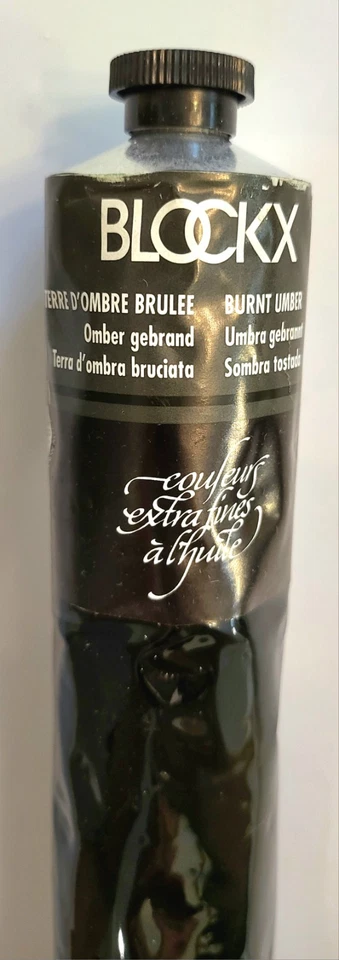 BLOCKX
TERRE D'OMBRE BRULEE BURNT UMBER
Omber gebrand Umbra gebrannt
Terra d'ombra bruciata Sombra tostada
couleurs
extra fines
à l'huile